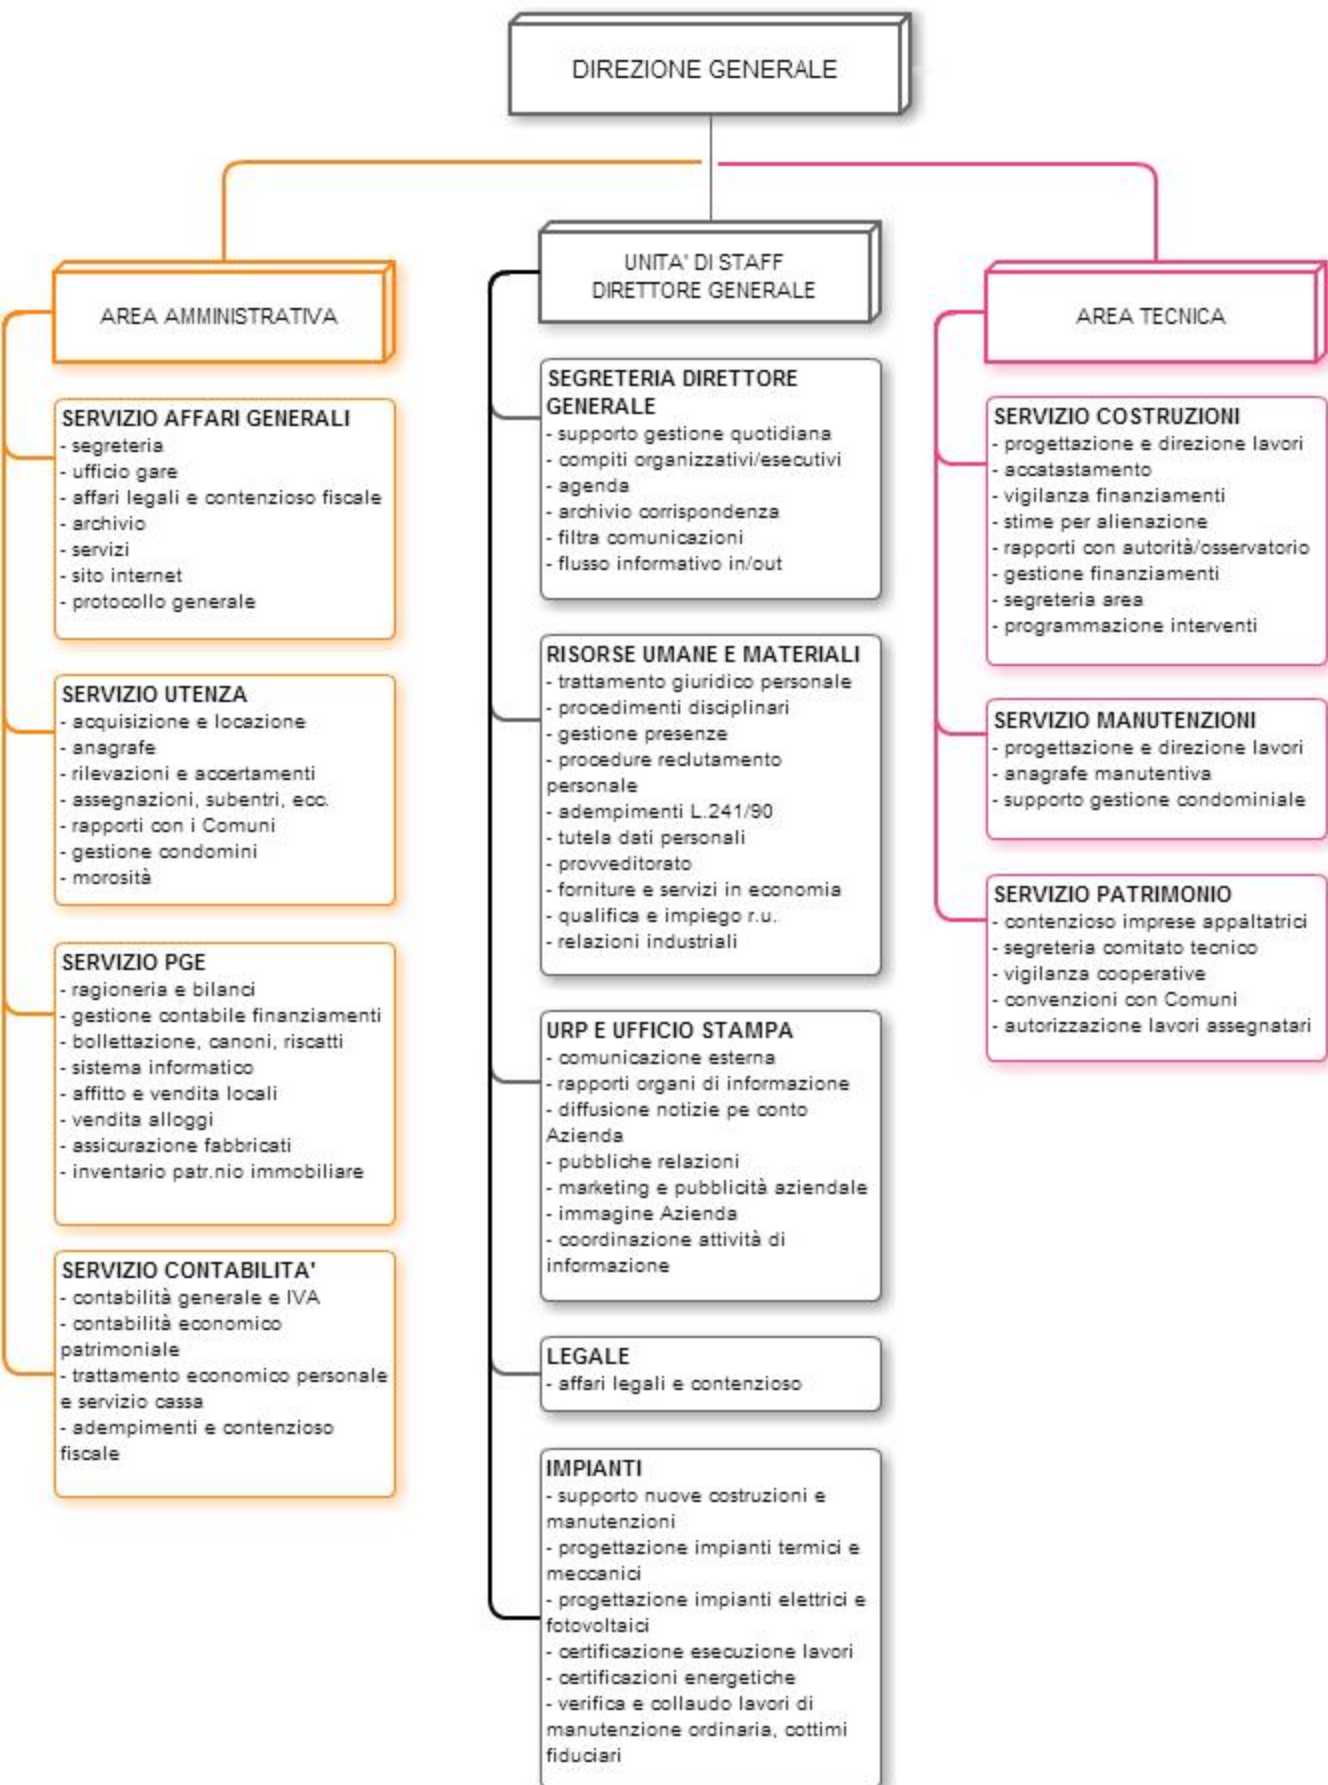 DIREZIONE GENERALE
AREA AMMINISTRATIVA
SERVIZIO AFFARI GENERALI
- segreteria
- ufficio gare
- affari legali e contenzioso fiscale
- archivio
- servizi
- sito internet
- protocollo generale
SERVIZIO UTENZA
- acquisizione e locazione
- anagrafe
- rilevazioni e accertamenti
- assegnazioni, subentri, ecc.
- rapporti con i Comuni
- gestione condomini
- morosità
SERVIZIO PGE
- ragioneria e bilanci
- gestione contabile finanziamenti
- bollettazione, canoni, riscatti
- sistema informatico
- affitto e vendita locali
- vendita alloggi
- assicurazione fabbricati
- inventario patr.nio immobiliare
SERVIZIO CONTABILITA'
- contabilità generale e IVA
- contabilità economico
patrimoniale
- trattamento economico personale
e servizio cassa
- adempimenti e contenzioso
fiscale
UNITA' DI STAFF
DIRETTORE GENERALE
SEGRETERIA DIRETTORE
GENERALE
- supporto gestione quotidiana
- compiti organizzativi/esecutivi
- agenda
- archivio corrispondenza
- filtra comunicazioni
- flusso informativo in/out
RISORSE UMANE E MATERIALI
- trattamento giuridico personale
- procedimenti disciplinari
- gestione presenze
- procedure reclutamento
personale
- adempimenti L.241/90
- tutela dati personali
- provveditorato
- forniture e servizi in economia
- qualifica e impiego r.u.
- relazioni industriali
URP E UFFICIO STAMPA
- comunicazione esterna
- rapporti organi di informazione
- diffusione notizie pe conto
Azienda
- pubbliche relazioni
- marketing e pubblicità aziendale
- immagine Azienda
- coordinazione attività di
informazione
LEGALE
- affari legali e contenzioso
IMPIANTI
- supporto nuove costruzioni e
manutenzioni
- progettazione impianti termici e
meccanici
- progettazione impianti elettrici e
fotovoltaici
- certificazione esecuzione lavori
- certificazioni energetiche
- verifica e collaudo lavori di
manutenzione ordinaria, cottimi
fiduciari
AREA TECNICA
SERVIZIO COSTRUZIONI
- progettazione e direzione lavori
- accatastamento
- vigilanza finanziamenti
- stime per alienazione
- rapporti con autorità/osservatorio
- gestione finanziamenti
- segreteria area
- programmazione interventi
SERVIZIO MANUTENZIONI
- progettazione e direzione lavori
- anagrafe manutentiva
- supporto gestione condominiale
SERVIZIO PATRIMONIO
- contenzioso imprese appaltatrici
- segreteria comitato tecnico
- vigilanza cooperative
- convenzioni con Comuni
- autorizzazione lavori assegnatari